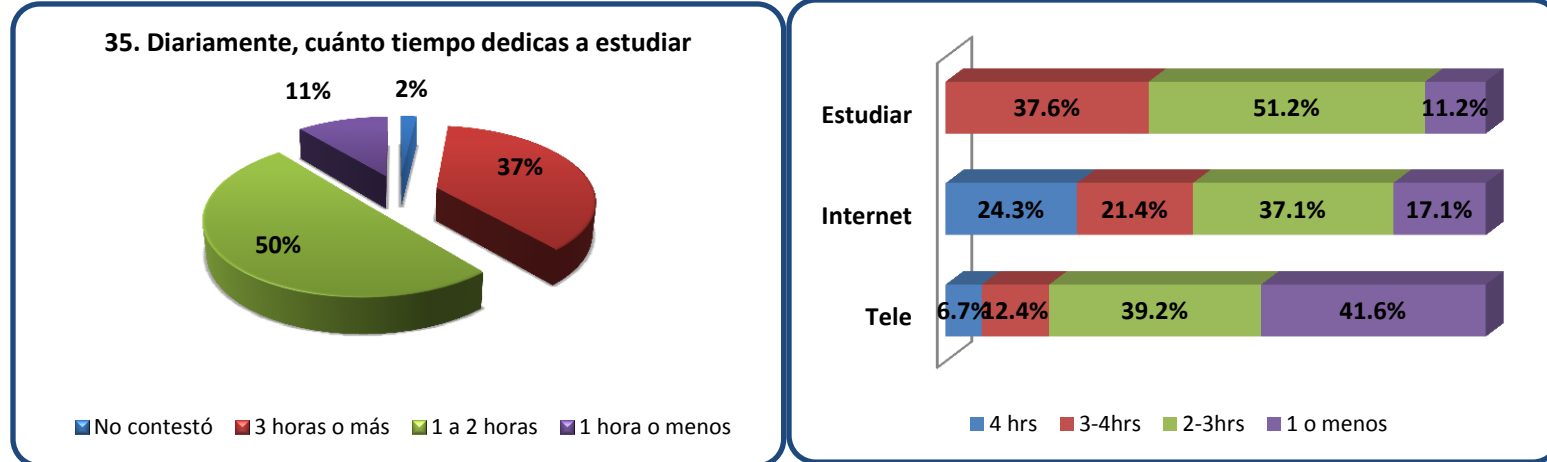 35. Diariamente, cuánto tiempo dedicas a estudiar
11%
2%
37%
50%
No contestó 3 horas o más 1 a 2 horas 1 hora o menos
Estudiar 37.6% 51.2% 11.2%
Internet 24.3% 21.4% 37.1% 17.1%
Tele 6.7% 12.4% 39.2% 41.6%
4 hrs 3-4hrs 2-3hrs 1 o menos